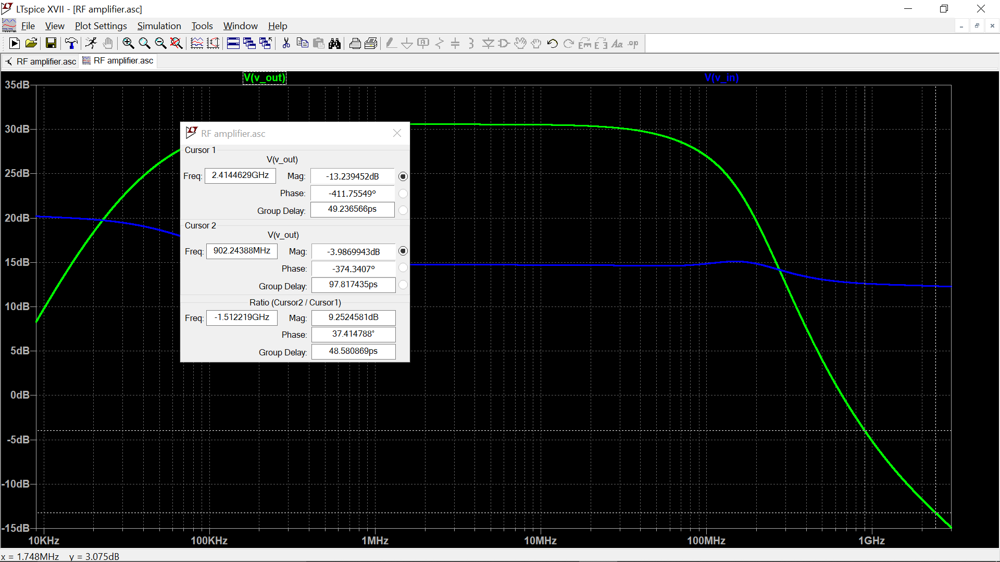 LTspice XVII - [RF amplifier.asc]
File View Plot Settings Simulation Tools Window Help
RF amplifier.asc RF amplifier.asc
V(v_out) V(v_in)
35dB
30dB
25dB
20dB
15dB
10dB
5dB
0dB
-5dB
-10dB
-15dB
RF amplifier.asc
Cursor 1
V(v_out)
Freq: 2.4144629GHz Mag: -13.239452dB
Phase: -411.75549°
Group Delay: 49.236566ps
Cursor 2
V(v_out)
Freq: 902.24388MHz Mag: -3.9869943dB
Phase: -374.3407°
Group Delay: 97.817435ps
Ratio (Cursor2 / Cursor1)
Freq: -1.512219GHz Mag: 9.2524581dB
Phase: 37.414788°
Group Delay: 48.580869ps
10KHz 100KHz 1MHz 10MHz 100MHz 1GHz
x = 1.748MHz y = 3.075dB